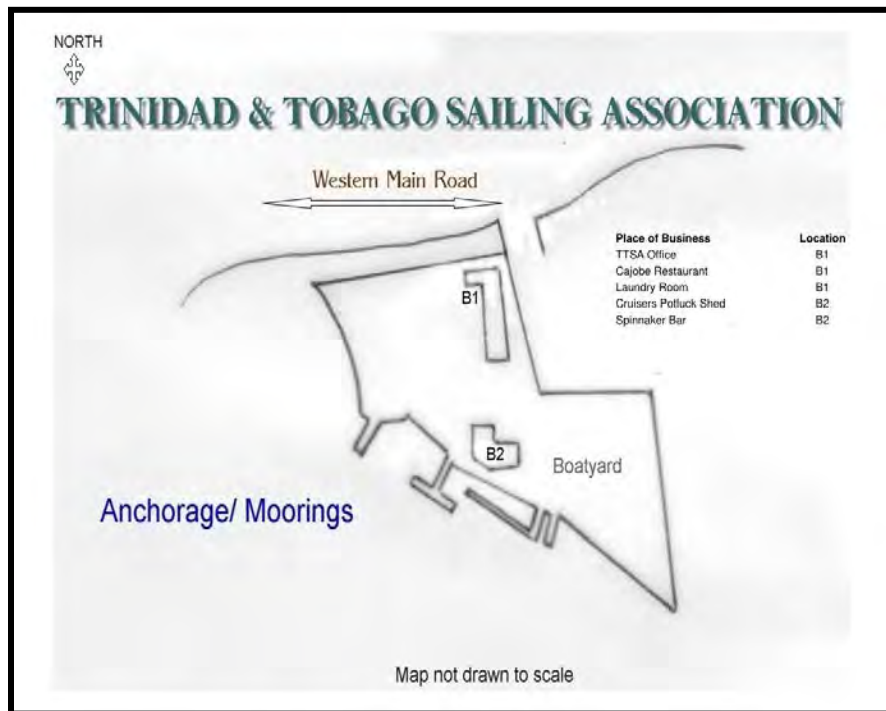 NORTH
TRINIDAD & TOBAGO SAILING ASSOCIATION
Western Main Road
Place of Business Location
TTSA Office B1
Cajobe Restaurant B1
Laundry Room B1
Cruisers Potluck Shed B2
Spinnaker Bar B2
B1
B2
Boatyard
Anchorage/ Moorings
Map not drawn to scale